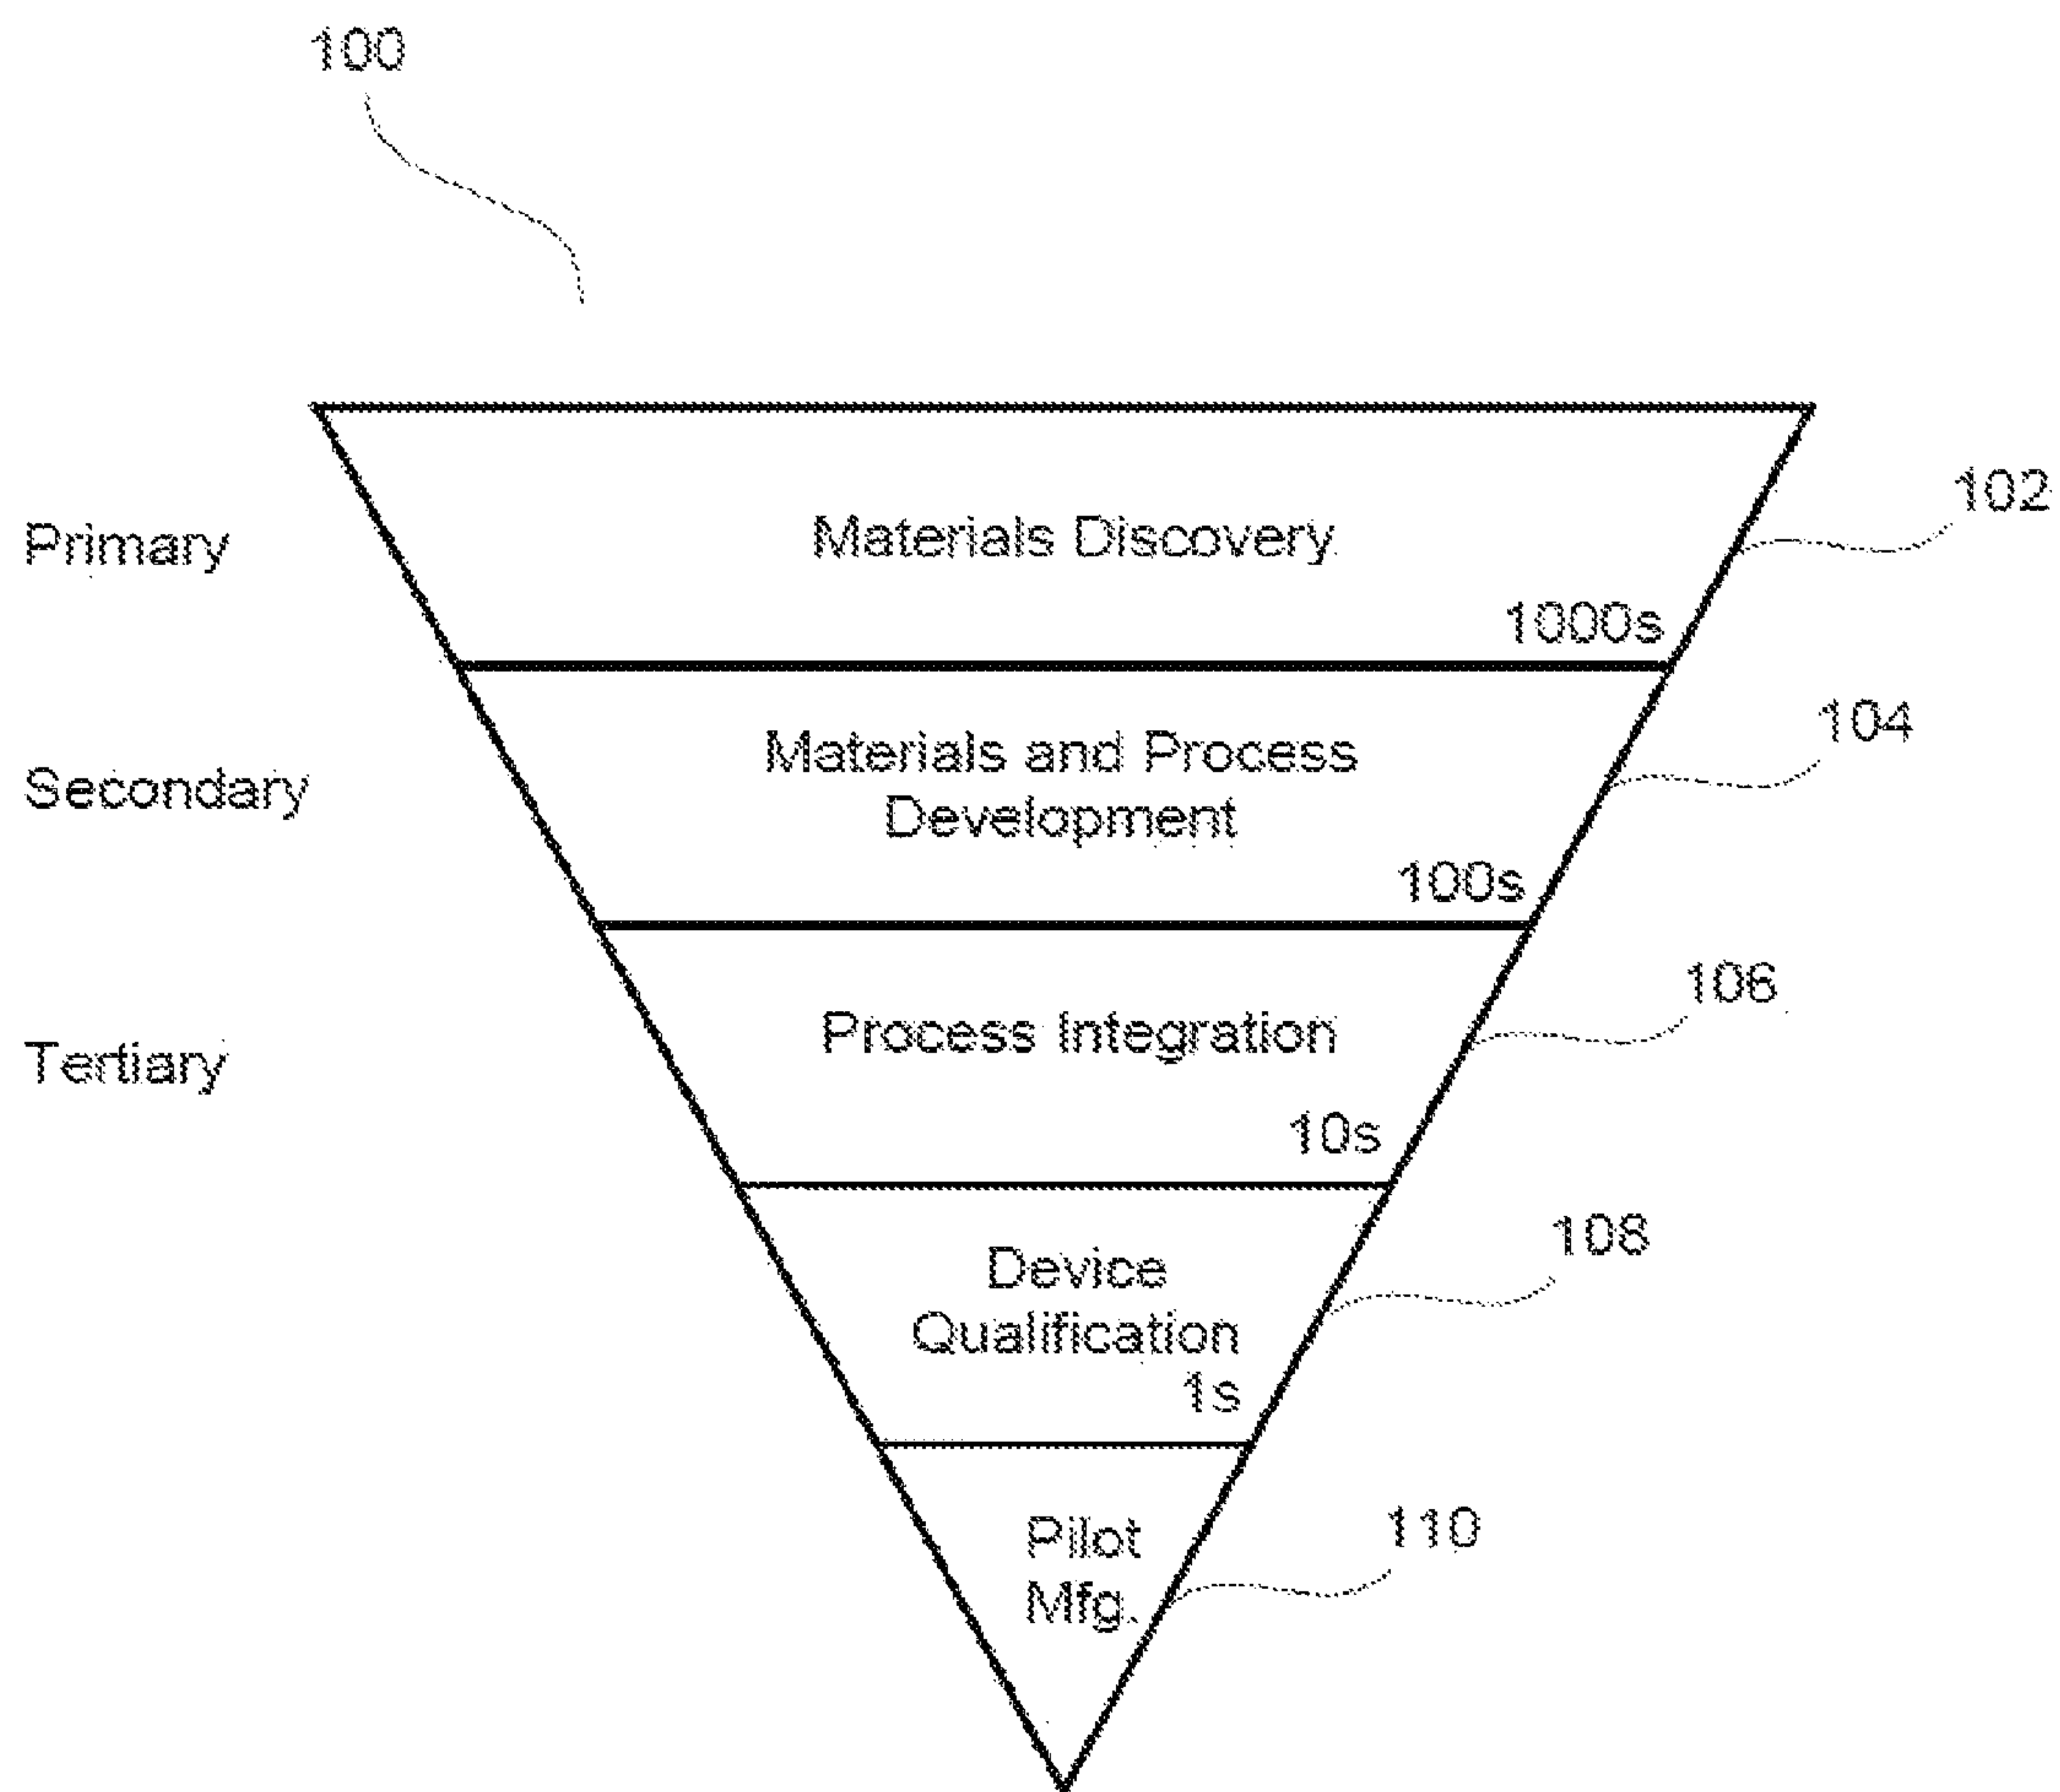 100
Primary
Materials Discovery
1000s
102
Secondary
Materials and Process
Development
100s
104
Tertiary
Process Integration
10s
106
Device
Qualification
1s
108
Pilot
Mfg.
110